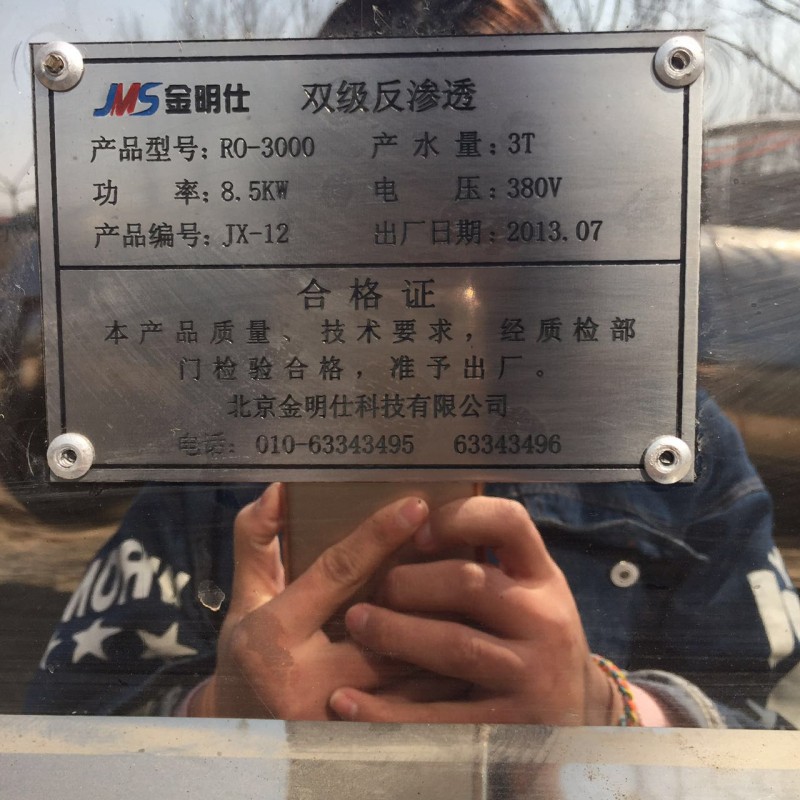 JMS 金明仕 双级反渗透
产品型号: RO-3000 产水量: 3T
功率: 8.5KW 电压: 380V
产品编号: JX-12 出厂日期: 2013.07
合格证
本产品质量、技术要求，经质检部
门检验合格，准予出厂。
北京金明仕科技有限公司
电话: 010-63343495 63343496